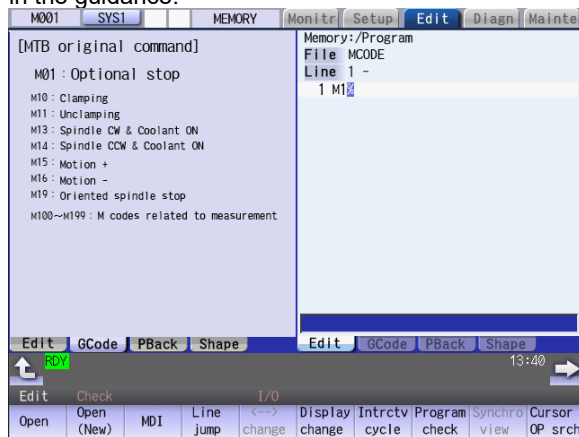 in the guidance.
M001 SYS1 MEMORY Monitr Setup Edit Diagn Mainte
[MTB original command]
M01 : Optional stop
M10 : Clamping
M11 : Unclamping
M13 : Spindle CW & Coolant ON
M14 : Spindle CCW & Coolant ON
M15 : Motion +
M16 : Motion -
M19 : Oriented spindle stop
M100~M199 : M codes related to measurement
Memory:/Program
File MCODE
Line 1 -
1 M1%
Edit GCode PBack Shape
Edit GCode PBack Shape
RDY 13:40
Edit Check I/O
Open Open (New) MDI Line jump <--> change Display change Intrctv cycle Program check Synchro view Cursor OP srch